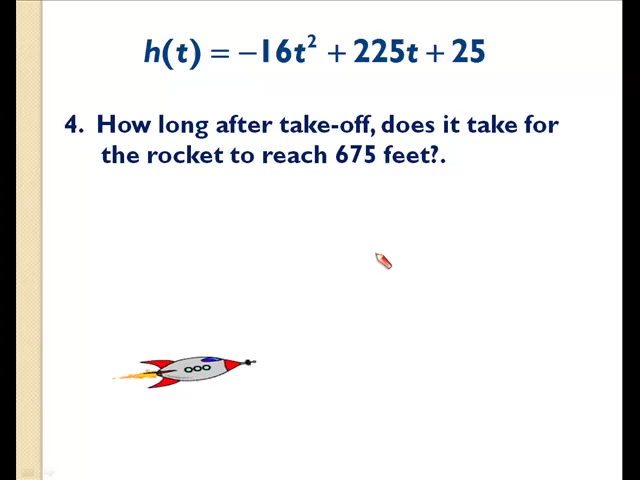 h(t) = −16t² + 225t + 25
4. How long after take-off, does it take for
the rocket to reach 675 feet?.